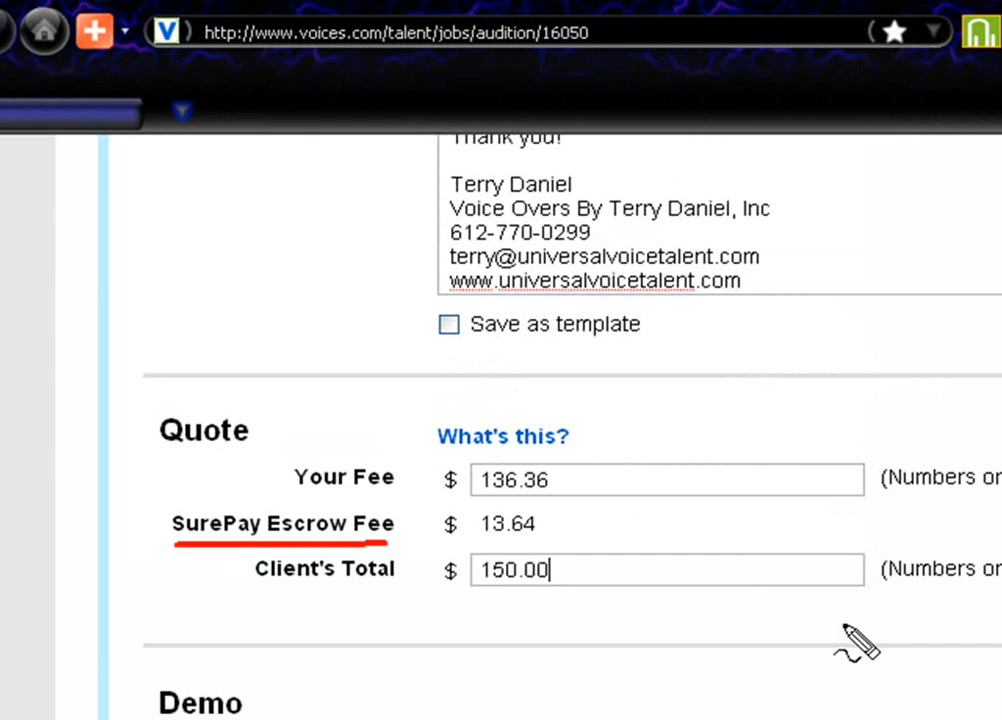 http://www.voices.com/talent/jobs/audition/16050
Thank you!
Terry Daniel
Voice Overs By Terry Daniel, Inc
612-770-0299
terry@universalvoicetalent.com
www.universalvoicetalent.com
Save as template
Quote What's this?
Your Fee $ 136.36 (Numbers
SurePay Escrow Fee $ 13.64
Client's Total $ 150.00 (Numbers
Demo